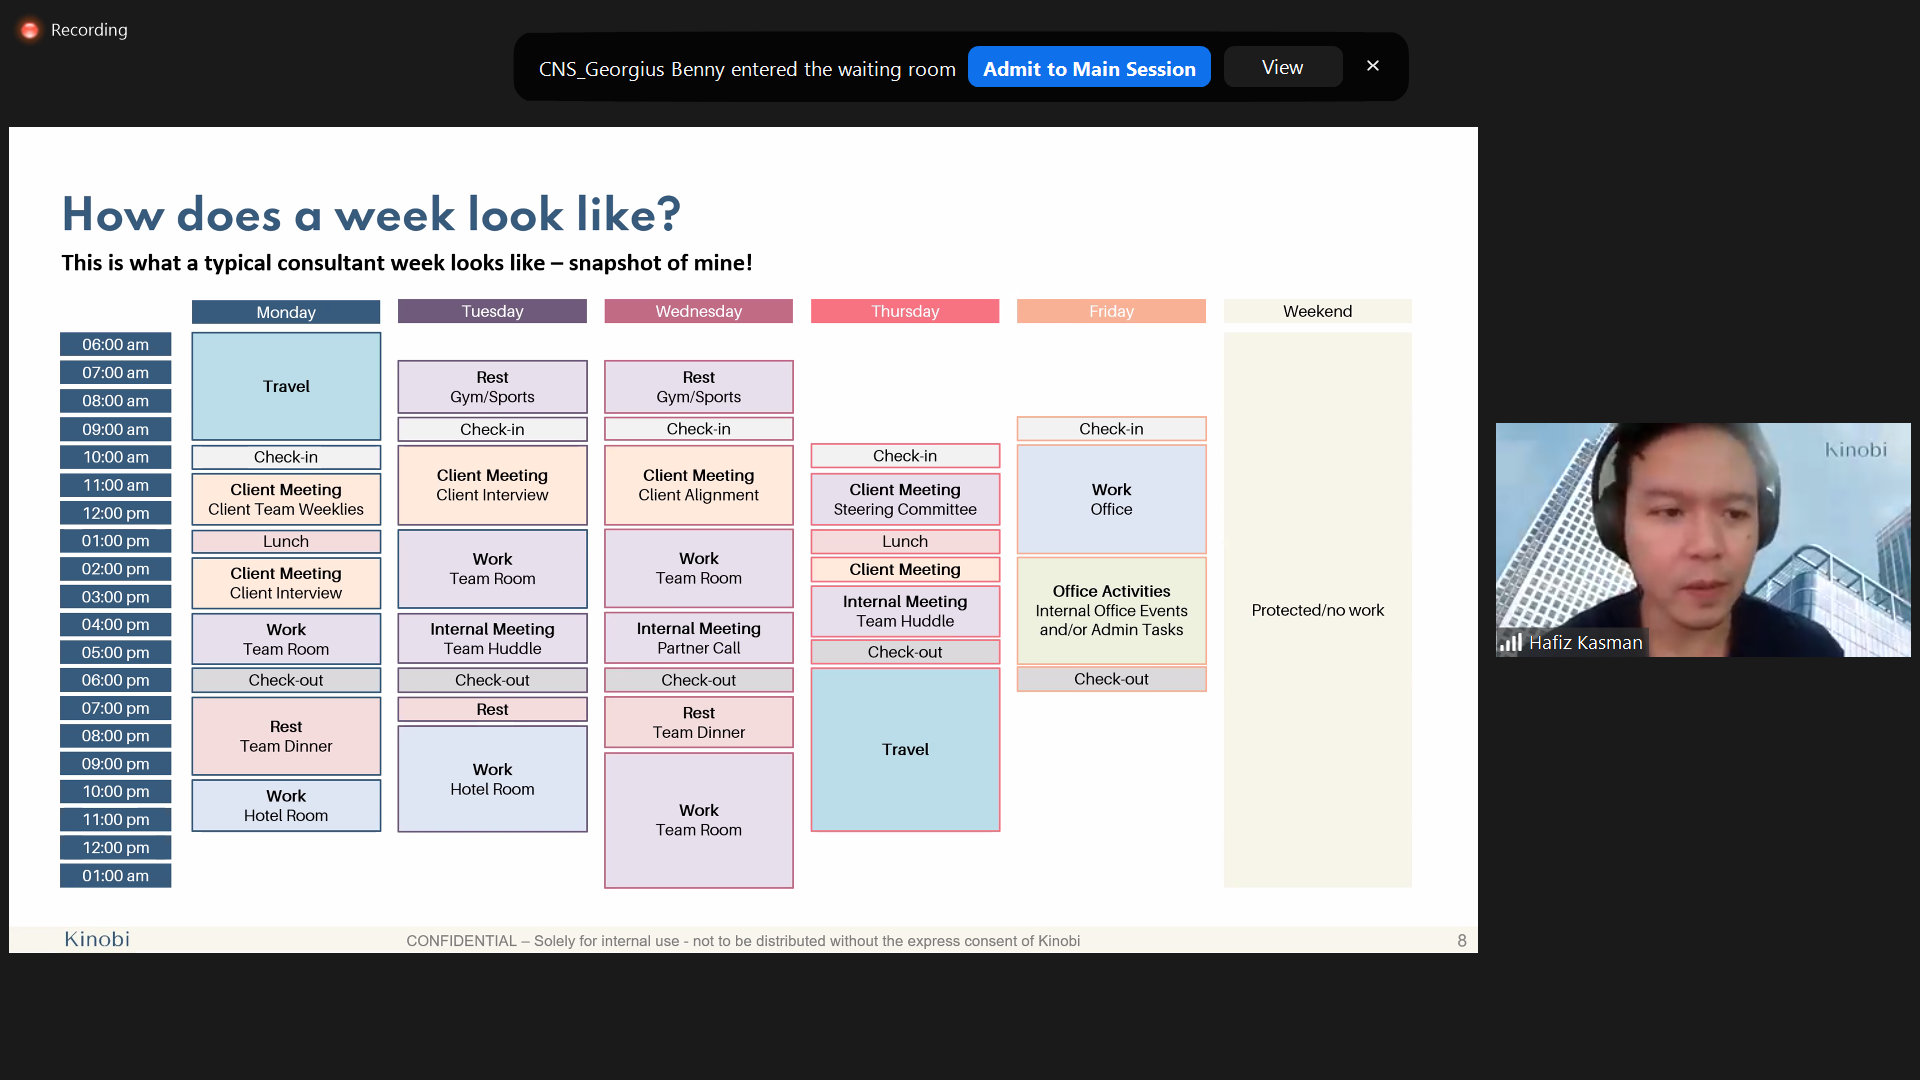 Recording
CNS_Georgius Benny entered the waiting room
Admit to Main Session
View
How does a week look like?
This is what a typical consultant week looks like – snapshot of mine!
Monday
Tuesday
Wednesday
Thursday
Friday
Weekend
06:00 am
07:00 am
08:00 am
09:00 am
10:00 am
11:00 am
12:00 pm
01:00 pm
02:00 pm
03:00 pm
04:00 pm
05:00 pm
06:00 pm
07:00 pm
08:00 pm
09:00 pm
10:00 pm
11:00 pm
12:00 pm
01:00 am
Travel
Check-in
Client Meeting
Client Team Weeklies
Lunch
Client Meeting
Client Interview
Work
Team Room
Check-out
Rest
Team Dinner
Work
Hotel Room
Rest
Gym/Sports
Check-in
Client Meeting
Client Interview
Work
Team Room
Internal Meeting
Team Huddle
Check-out
Rest
Work
Hotel Room
Rest
Gym/Sports
Check-in
Client Meeting
Client Alignment
Work
Team Room
Internal Meeting
Partner Call
Check-out
Rest
Team Dinner
Work
Team Room
Check-in
Client Meeting
Steering Committee
Lunch
Client Meeting
Internal Meeting
Team Huddle
Check-out
Travel
Check-in
Work
Office
Office Activities
Internal Office Events
and/or Admin Tasks
Check-out
Protected/no work
Kinobi
CONFIDENTIAL – Solely for internal use - not to be distributed without the express consent of Kinobi
8
Kinobi
Hafiz Kasman